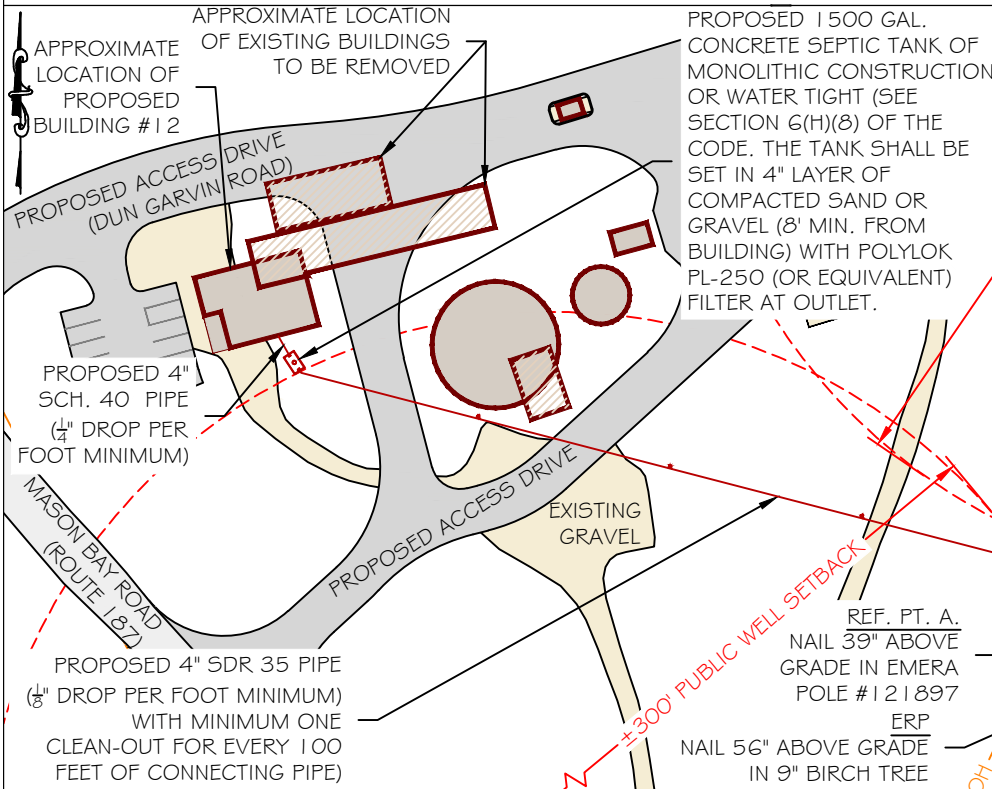 APPROXIMATE
LOCATION OF
PROPOSED
BUILDING #12
APPROXIMATE LOCATION
OF EXISTING BUILDINGS
TO BE REMOVED
PROPOSED 1500 GAL.
CONCRETE SEPTIC TANK OF
MONOLITHIC CONSTRUCTION
OR WATER TIGHT (SEE
SECTION 6(H)(8) OF THE
CODE. THE TANK SHALL BE
SET IN 4" LAYER OF
COMPACTED SAND OR
GRAVEL (8' MIN. FROM
BUILDING) WITH POLYLOK
PL-250 (OR EQUIVALENT)
FILTER AT OUTLET.
PROPOSED ACCESS DRIVE
(DUN GARVIN ROAD)
PROPOSED 4"
SCH. 40 PIPE
(1/4" DROP PER
FOOT MINIMUM)
MASON BAY ROAD
(ROUTE 187)
PROPOSED ACCESS DRIVE
EXISTING
GRAVEL
±300' PUBLIC WELL SETBACK
PROPOSED 4" SDR 35 PIPE
(1/8" DROP PER FOOT MINIMUM)
WITH MINIMUM ONE
CLEAN-OUT FOR EVERY 100
FEET OF CONNECTING PIPE)
REF. PT. A.
NAIL 39" ABOVE
GRADE IN EMERA
POLE #121897
ERP
NAIL 56" ABOVE GRADE
IN 9" BIRCH TREE
OH